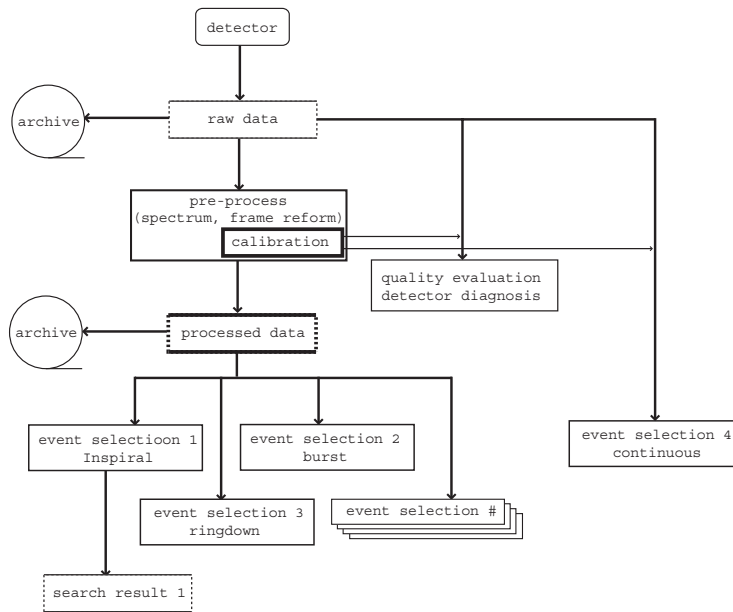 detector
archive
raw data
pre-process
(spectrum, frame reform)
calibration
quality evaluation
detector diagnosis
archive
processed data
event selectioon 1
Inspiral
event selection 2
burst
event selection 4
continuous
event selection 3
ringdown
event selection #
search result 1